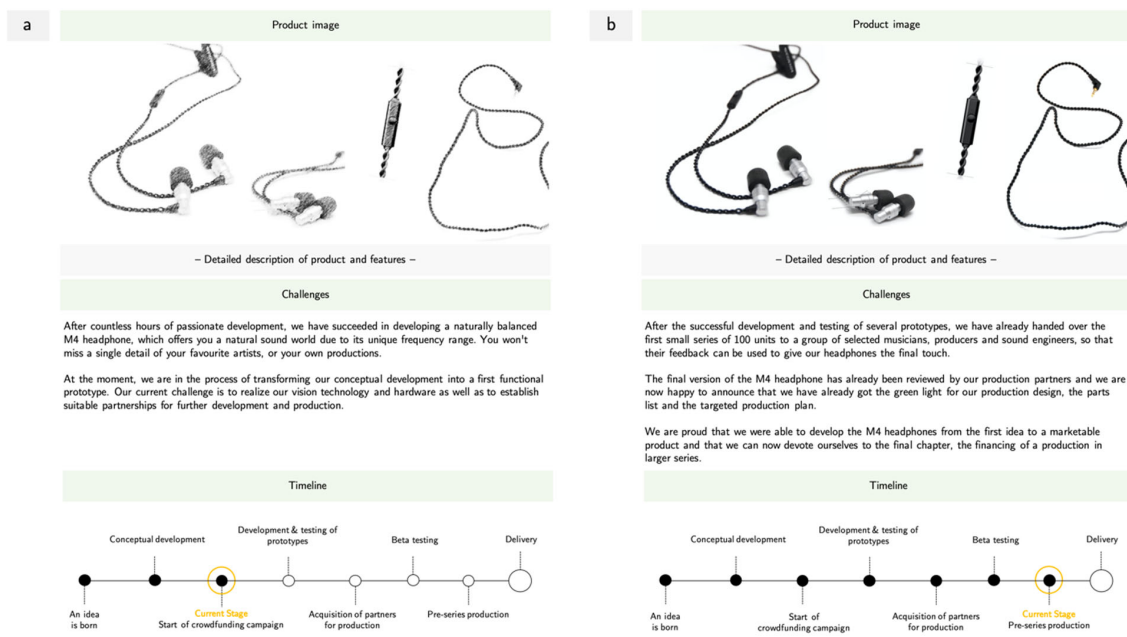 a
Product image
– Detailed description of product and features –
Challenges
After countless hours of passionate development, we have succeeded in developing a naturally balanced
M4 headphone, which offers you a natural sound world due to its unique frequency range. You won't
miss a single detail of your favourite artists, or your own productions.
At the moment, we are in the process of transforming our conceptual development into a first functional
prototype. Our current challenge is to realize our vision technology and hardware as well as to establish
suitable partnerships for further development and production.
Timeline
Conceptual development
Development & testing of
prototypes
Beta testing
Delivery
An idea
is born
Current Stage
Start of crowdfunding campaign
Acquisition of partners
for production
Pre-series production
b
Product image
– Detailed description of product and features –
Challenges
After the successful development and testing of several prototypes, we have already handed over the
first small series of 100 units to a group of selected musicians, producers and sound engineers, so that
their feedback can be used to give our headphones the final touch.
The final version of the M4 headphone has already been reviewed by our production partners and we are
now happy to announce that we have already got the green light for our production design, the parts
list and the targeted production plan.
We are proud that we were able to develop the M4 headphones from the first idea to a marketable
product and that we can now devote ourselves to the final chapter, the financing of a production in
larger series.
Timeline
Conceptual development
Development & testing of
prototypes
Beta testing
Delivery
An idea
is born
Start of
crowdfunding campaign
Acquisition of partners
for production
Current Stage
Pre-series production